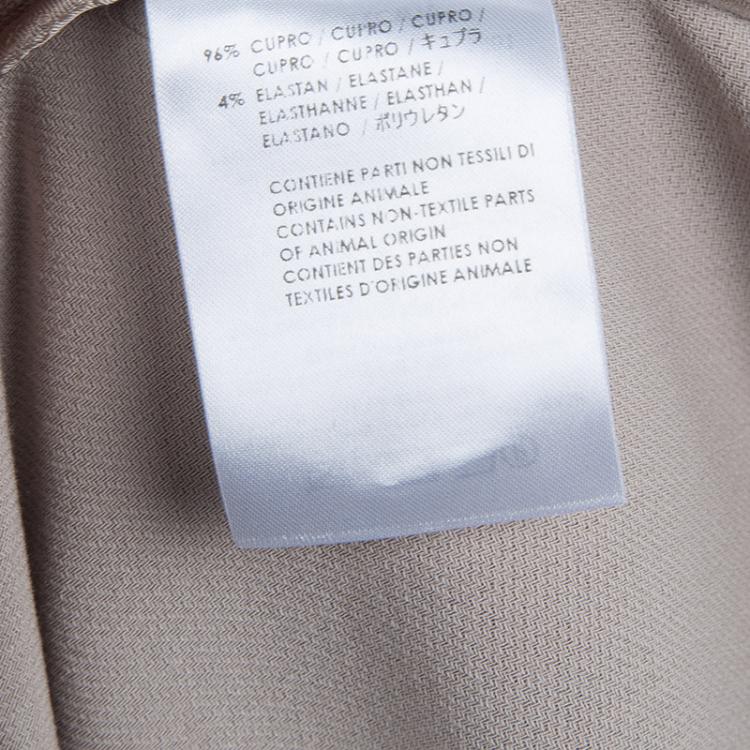 96% CUPRO / CUPRO / CUPRO /
CUPRO / CUPRO / キュプラ
4% ELASTAN / ELASTANE /
ELASTHANNE / ELASTHAN /
ELASTANO / ポリウレタン
CONTIENE PARTI NON TESSILI DI
ORIGINE ANIMALE
CONTAINS NON-TEXTILE PARTS
OF ANIMAL ORIGIN
CONTIENT DES PARTIES NON
TEXTILES D'ORIGINE ANIMALE